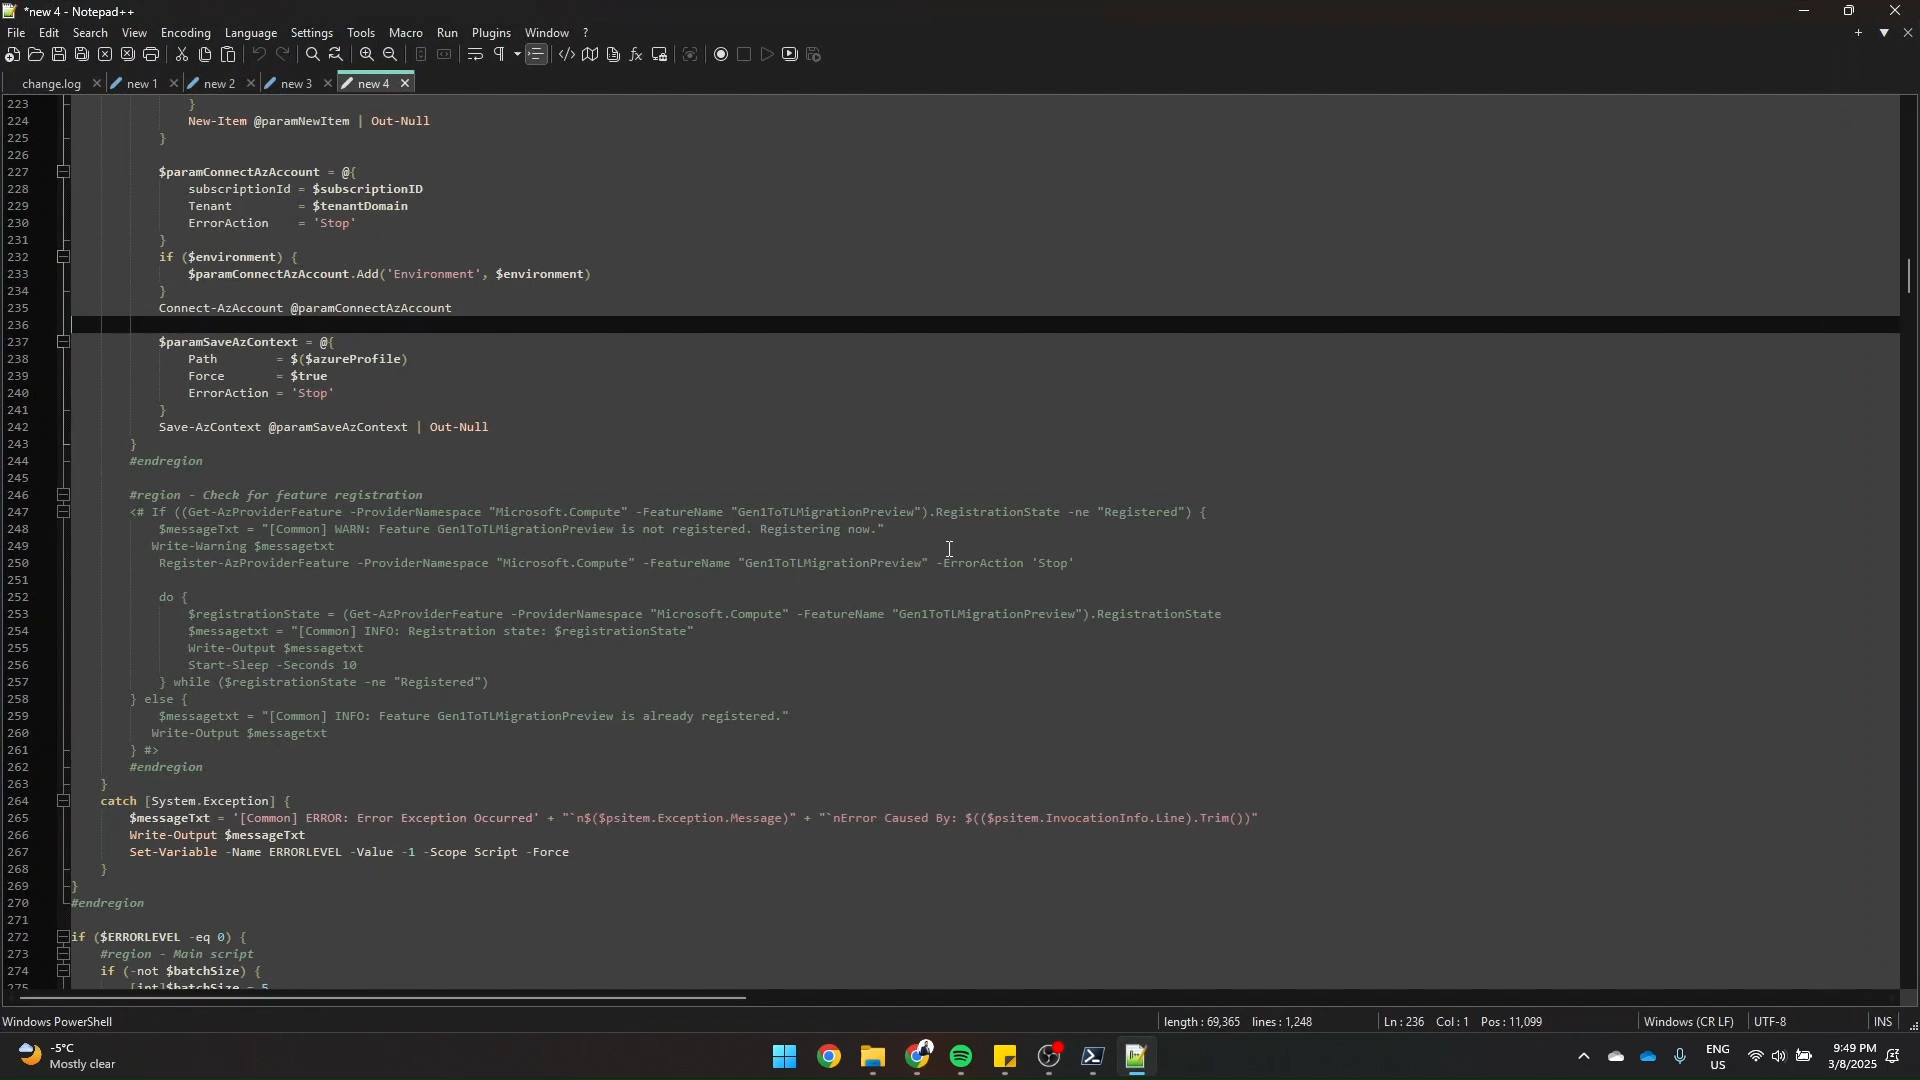 *new 4 - Notepad++
File Edit Search View Encoding Language Settings Tools Macro Run Plugins Window ?
change.log new 1 new 2 new 3 new 4
223 }
224 New-Item @paramNewItem | Out-Null
225 }
226
227 $paramConnectAzAccount = @{
228 subscriptionId = $subscriptionID
229 Tenant = $tenantDomain
230 ErrorAction = 'Stop'
231 }
232 if ($environment) {
233 $paramConnectAzAccount.Add('Environment', $environment)
234 }
235 Connect-AzAccount @paramConnectAzAccount
236
237 $paramSaveAzContext = @{
238 Path = $($azureProfile)
239 Force = $true
240 ErrorAction = 'Stop'
241 }
242 Save-AzContext @paramSaveAzContext | Out-Null
243 }
244 #endregion
245
246 #region - Check for feature registration
247 <# If ((Get-AzProviderFeature -ProviderNamespace "Microsoft.Compute" -FeatureName "Gen1ToTLMigrationPreview").RegistrationState -ne "Registered") {
248 $messageTxt = "[Common] WARN: Feature Gen1ToTLMigrationPreview is not registered. Registering now."
249 Write-Warning $messagetxt
250 Register-AzProviderFeature -ProviderNamespace "Microsoft.Compute" -FeatureName "Gen1ToTLMigrationPreview" -ErrorAction 'Stop'
251
252 do {
253 $registrationState = (Get-AzProviderFeature -ProviderNamespace "Microsoft.Compute" -FeatureName "Gen1ToTLMigrationPreview").RegistrationState
254 $messagetxt = "[Common] INFO: Registration state: $registrationState"
255 Write-Output $messagetxt
256 Start-Sleep -Seconds 10
257 } while ($registrationState -ne "Registered")
258 } else {
259 $messagetxt = "[Common] INFO: Feature Gen1ToTLMigrationPreview is already registered."
260 Write-Output $messagetxt
261 } #>
262 #endregion
263 }
264 catch [System.Exception] {
265 $messageTxt = '[Common] ERROR: Error Exception Occurred' + "`n$($psitem.Exception.Message)" + "`nError Caused By: $(($psitem.InvocationInfo.Line).Trim())"
266 Write-Output $messageTxt
267 Set-Variable -Name ERRORLEVEL -Value -1 -Scope Script -Force
268 }
269 }
270 #endregion
271
272 if ($ERRORLEVEL -eq 0) {
273 #region - Main script
274 if (-not $batchSize) {
275 [int]$batchSize = 5
Windows PowerShell length : 69,365 lines : 1,248 Ln : 236 Col : 1 Pos : 11,099 Windows (CR LF) UTF-8 INS
-5°C
Mostly clear
ENG
US
9:49 PM
3/8/2025